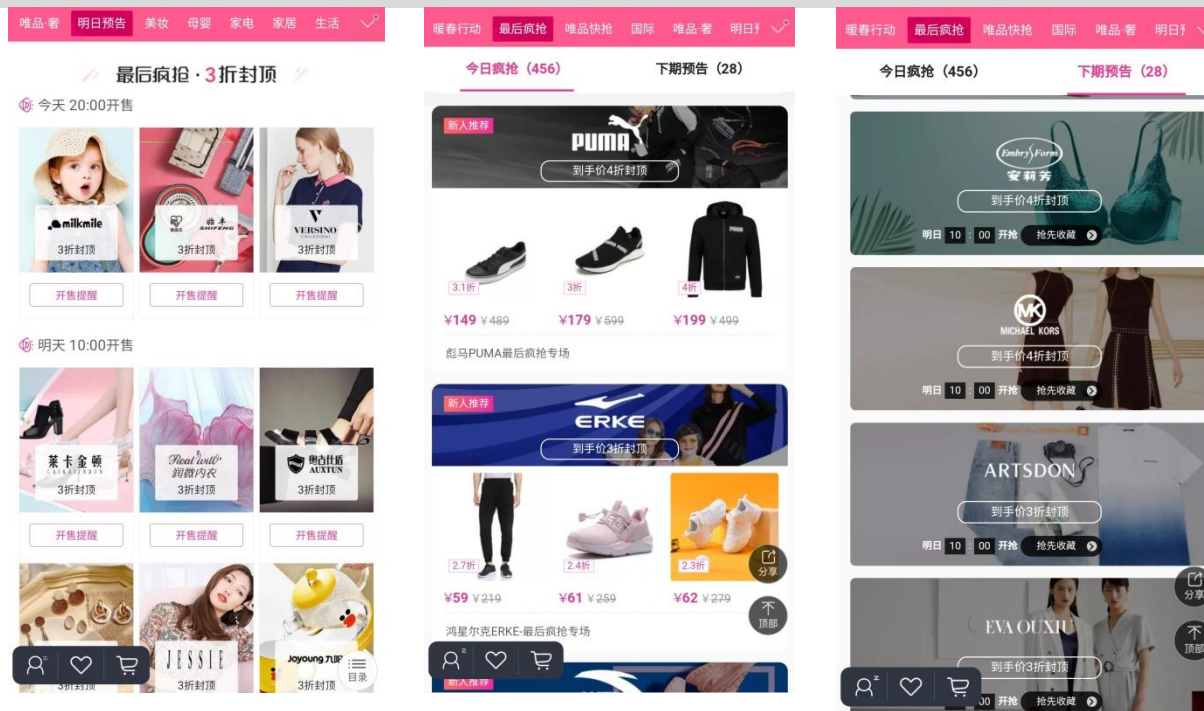 唯品·奢 明日预告 美妆 母婴 家电 家居 生活
最后疯抢·3折封顶
今天 20:00开售
milkmile
3折封顶
怡丰
SHIFENG
3折封顶
VERSINO
3折封顶
开售提醒 开售提醒 开售提醒
明天 10:00开售
莱卡金顿
LAIKAJINDUN
3折封顶
Real will
润微内衣
3折封顶
奥古仕盾
AUXTUN
3折封顶
开售提醒 开售提醒 开售提醒
JESSIE
3折封顶
Joyoung 九阳
3折封顶
3折封顶
目录
暖春行动 最后疯抢 唯品快抢 国际 唯品·奢 明日
今日疯抢（456） 下期预告（28）
新人推荐
PUMA
到手价4折封顶
3.1折 3折 4折
¥149 ¥489 ¥179 ¥599 ¥199 ¥499
彪马PUMA最后疯抢专场
新人推荐
ERKE
到手价3折封顶
2.7折 2.4折 2.3折
¥59 ¥219 ¥61 ¥259 ¥62 ¥279
鸿星尔克ERKE-最后疯抢专场
分享
顶部
新人推荐
暖春行动 最后疯抢 唯品快抢 国际 唯品·奢 明日
今日疯抢（456） 下期预告（28）
Embry Form
安莉芳
到手价4折封顶
明日 10 : 00 开抢 抢先收藏
MK
MICHAEL KORS
到手价4折封顶
明日 10 : 00 开抢 抢先收藏
ARTSDON
到手价3折封顶
明日 10 : 00 开抢 抢先收藏
EVA OUXIU
到手价3折封顶
00 开抢 抢先收藏
分享
顶部